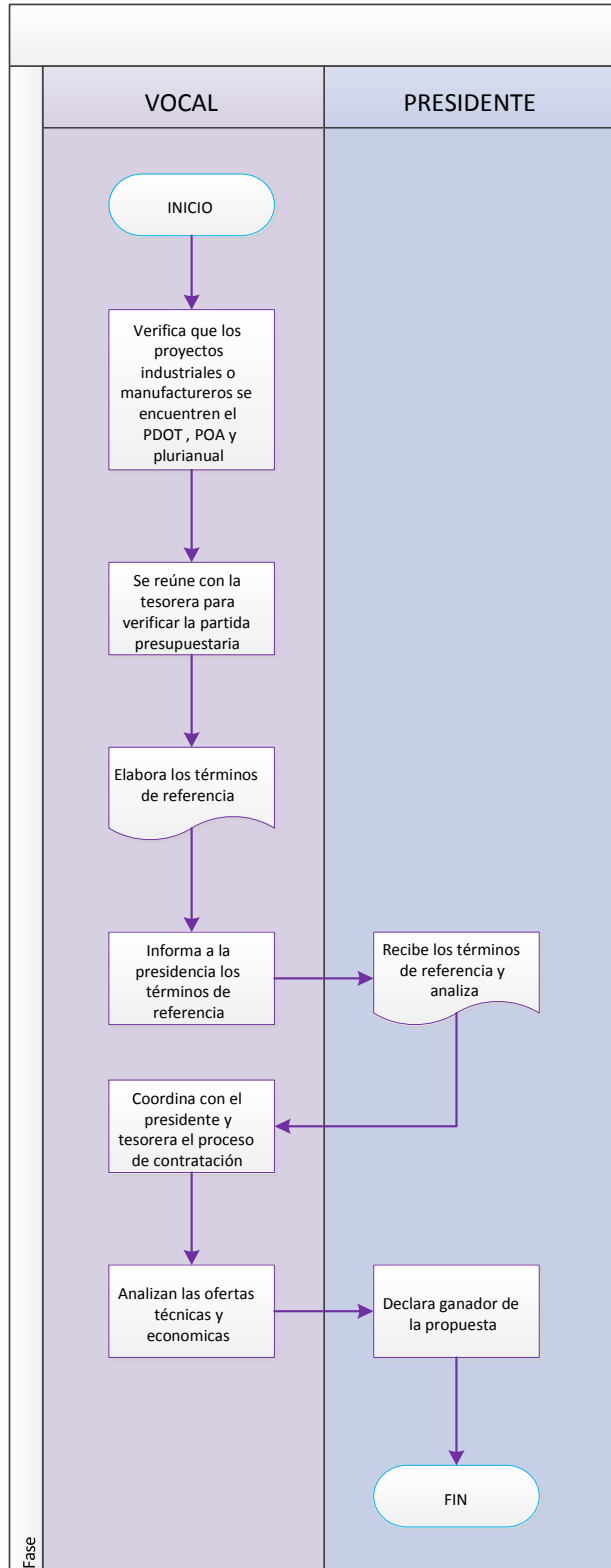 VOCAL
PRESIDENTE
INICIO
Verifica que los
proyectos
industriales o
manufactureros se
encuentren el
PDOT , POA y
plurianual
Se reúne con la
tesorera para
verificar la partida
presupuestaria
Elabora los términos
de referencia
Informa a la
presidencia los
términos de
referencia
Recibe los términos
de referencia y
analiza
Coordina con el
presidente y
tesorera el proceso
de contratación
Analizan las ofertas
técnicas y
economicas
Declara ganador de
la propuesta
FIN
Fase